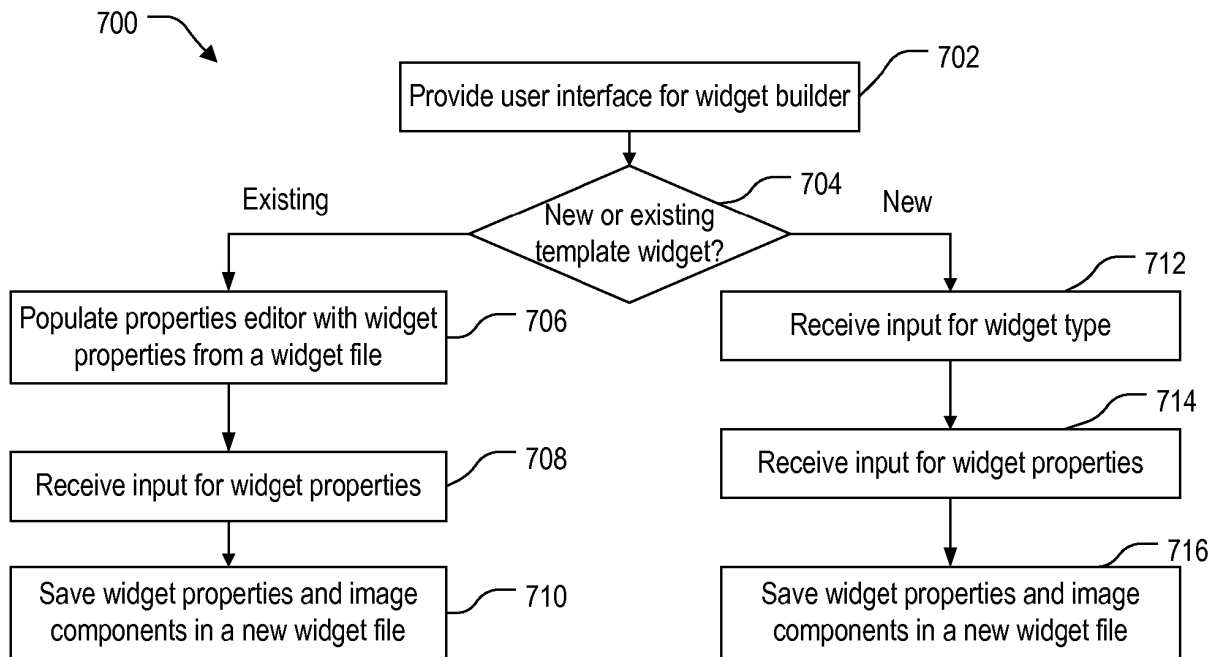 700
702
Provide user interface for widget builder
704
Existing
New
New or existing
template widget?
712
706
Populate properties editor with widget
properties from a widget file
Receive input for widget type
714
708
Receive input for widget properties
Receive input for widget properties
716
710
Save widget properties and image
components in a new widget file
Save widget properties and image
components in a new widget file